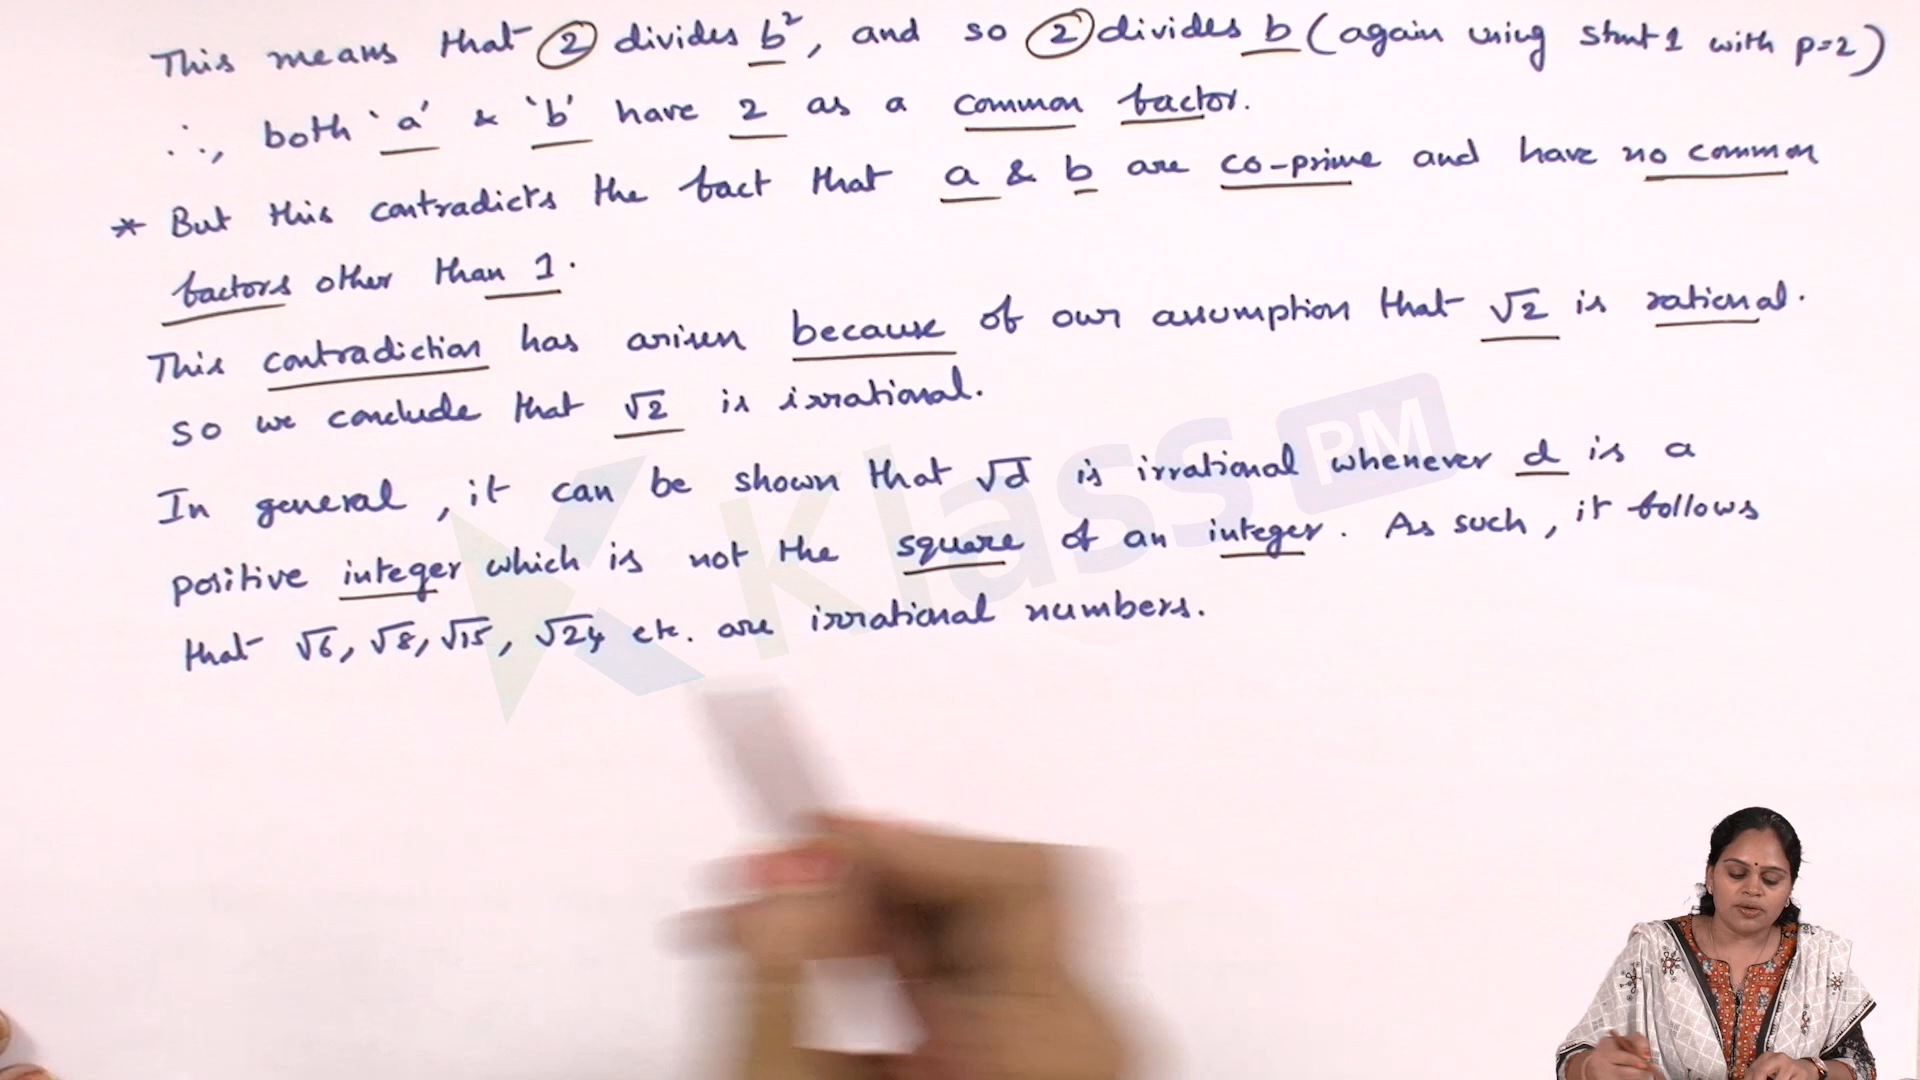 This means that 2 divides b², and so 2 divides b (again using stmt 1 with p=2)
∴, both 'a' & 'b' have 2 as a common factor.
* But this contradicts the fact that a & b are co-prime and have no common
factors other than 1.
This contradiction has arisen because of our assumption that √2 is rational.
So we conclude that √2 is irrational.
In general, it can be shown that √d is irrational whenever d is a
positive integer which is not the square of an integer. As such, it follows
that √6, √8, √15, √24 etc. are irrational numbers.
Klass PM